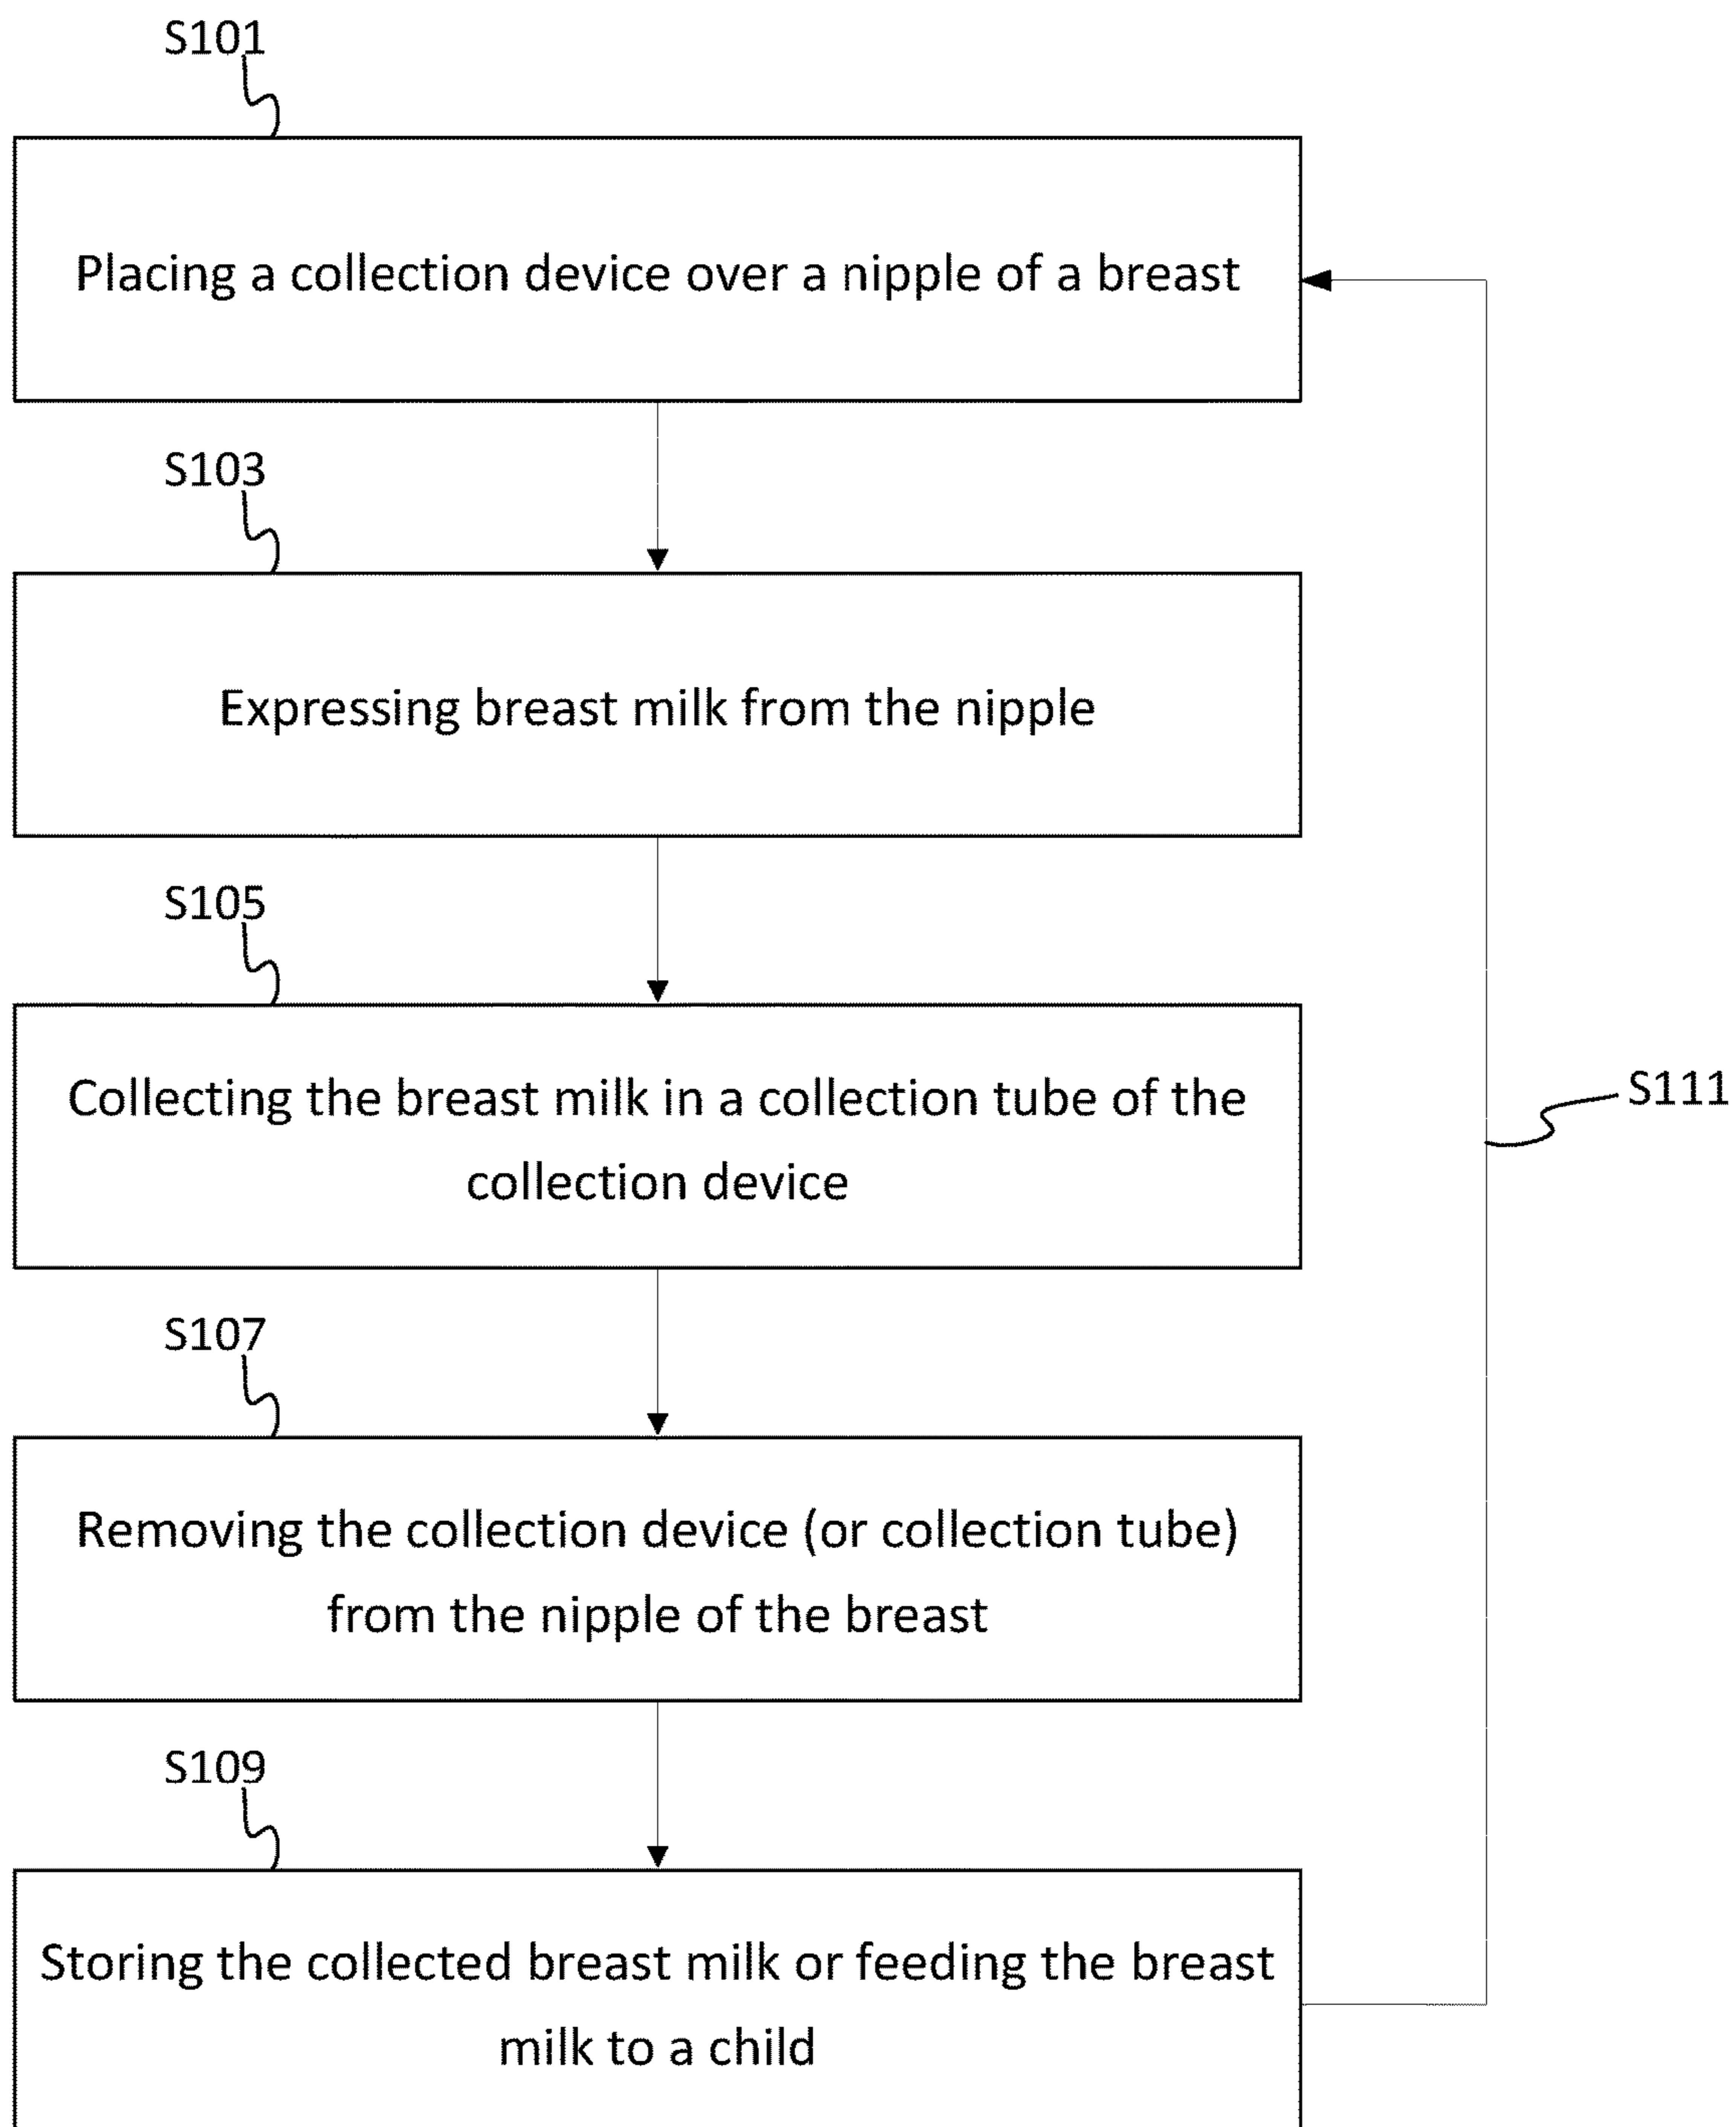 S101
Placing a collection device over a nipple of a breast
S103
Expressing breast milk from the nipple
S105
Collecting the breast milk in a collection tube of the
collection device
S111
S107
Removing the collection device (or collection tube)
from the nipple of the breast
S109
Storing the collected breast milk or feeding the breast
milk to a child